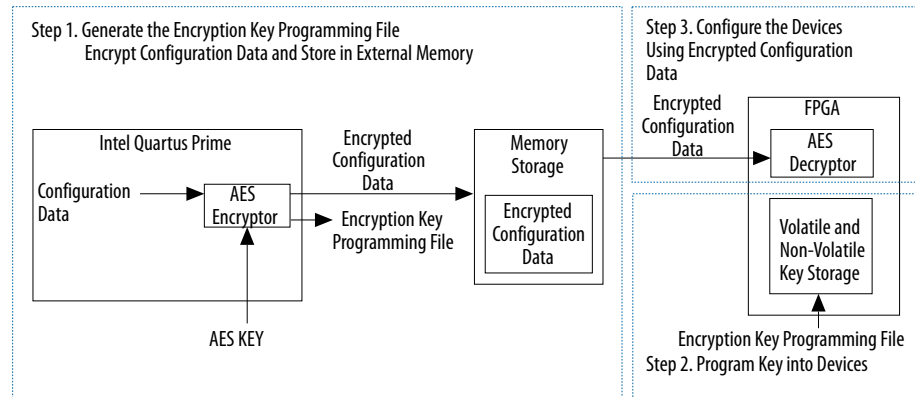 Step 1. Generate the Encryption Key Programming File
Encrypt Configuration Data and Store in External Memory
Intel Quartus Prime
Configuration
Data
AES
Encryptor
AES KEY
Encrypted
Configuration
Data
Encryption Key
Programming File
Memory
Storage
Encrypted
Configuration
Data
Step 3. Configure the Devices
Using Encrypted Configuration
Data
Encrypted
Configuration
Data
FPGA
AES
Decryptor
Volatile and
Non-Volatile
Key Storage
Encryption Key Programming File
Step 2. Program Key into Devices